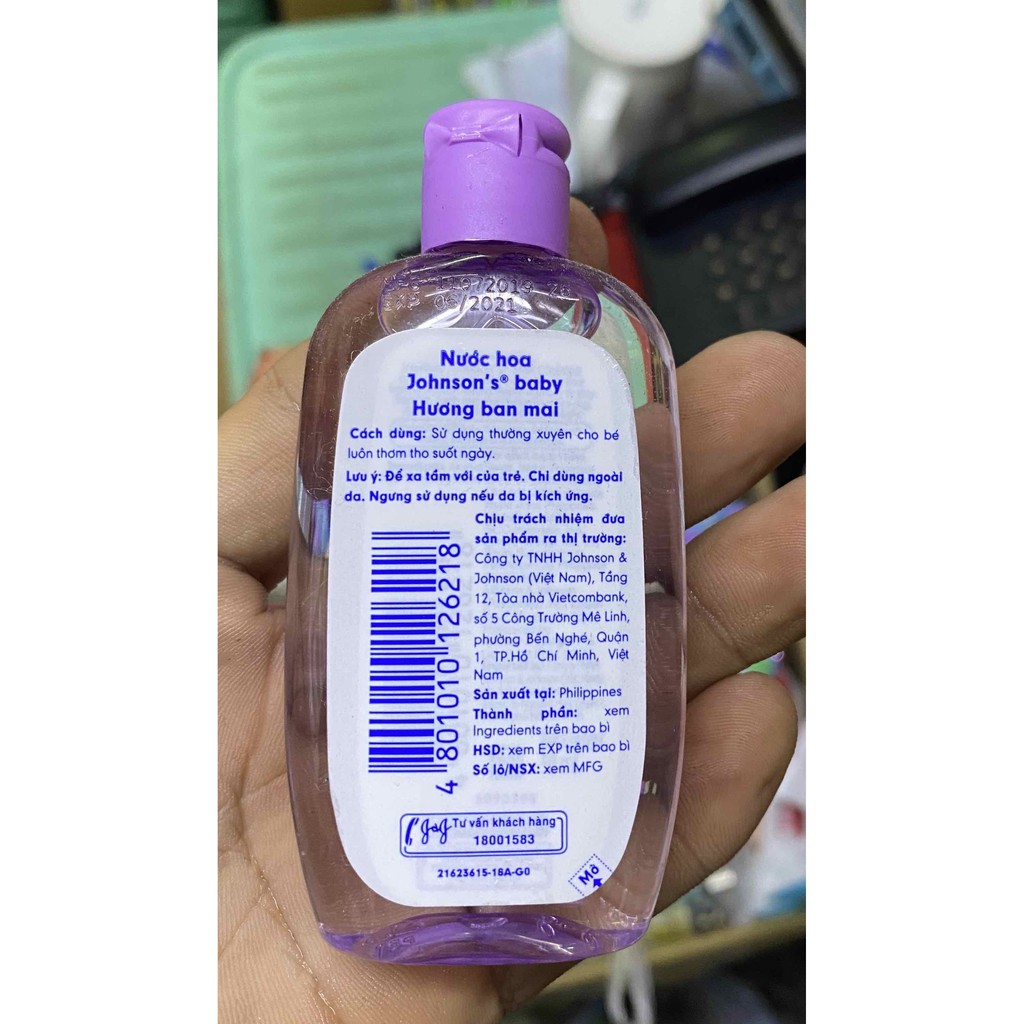 2019
EXP 06/2021
Nước hoa
Johnson's® baby
Hương ban mai
Cách dùng: Sử dụng thường xuyên cho bé
luôn thơm tho suốt ngày.
Lưu ý: Để xa tầm với của trẻ. Chỉ dùng ngoài
da. Ngưng sử dụng nếu da bị kích ứng.
Chịu trách nhiệm đưa
sản phẩm ra thị trường:
Công ty TNHH Johnson &
Johnson (Việt Nam), Tầng
12, Tòa nhà Vietcombank,
số 5 Công Trường Mê Linh,
phường Bến Nghé, Quận
1, TP.Hồ Chí Minh, Việt
Nam
Sản xuất tại: Philippines
Thành phần: xem
Ingredients trên bao bì
HSD: xem EXP trên bao bì
Số lô/NSX: xem MFG
4 801010 126218
J&J Tư vấn khách hàng
18001583
21623615-18A-G0
Mở